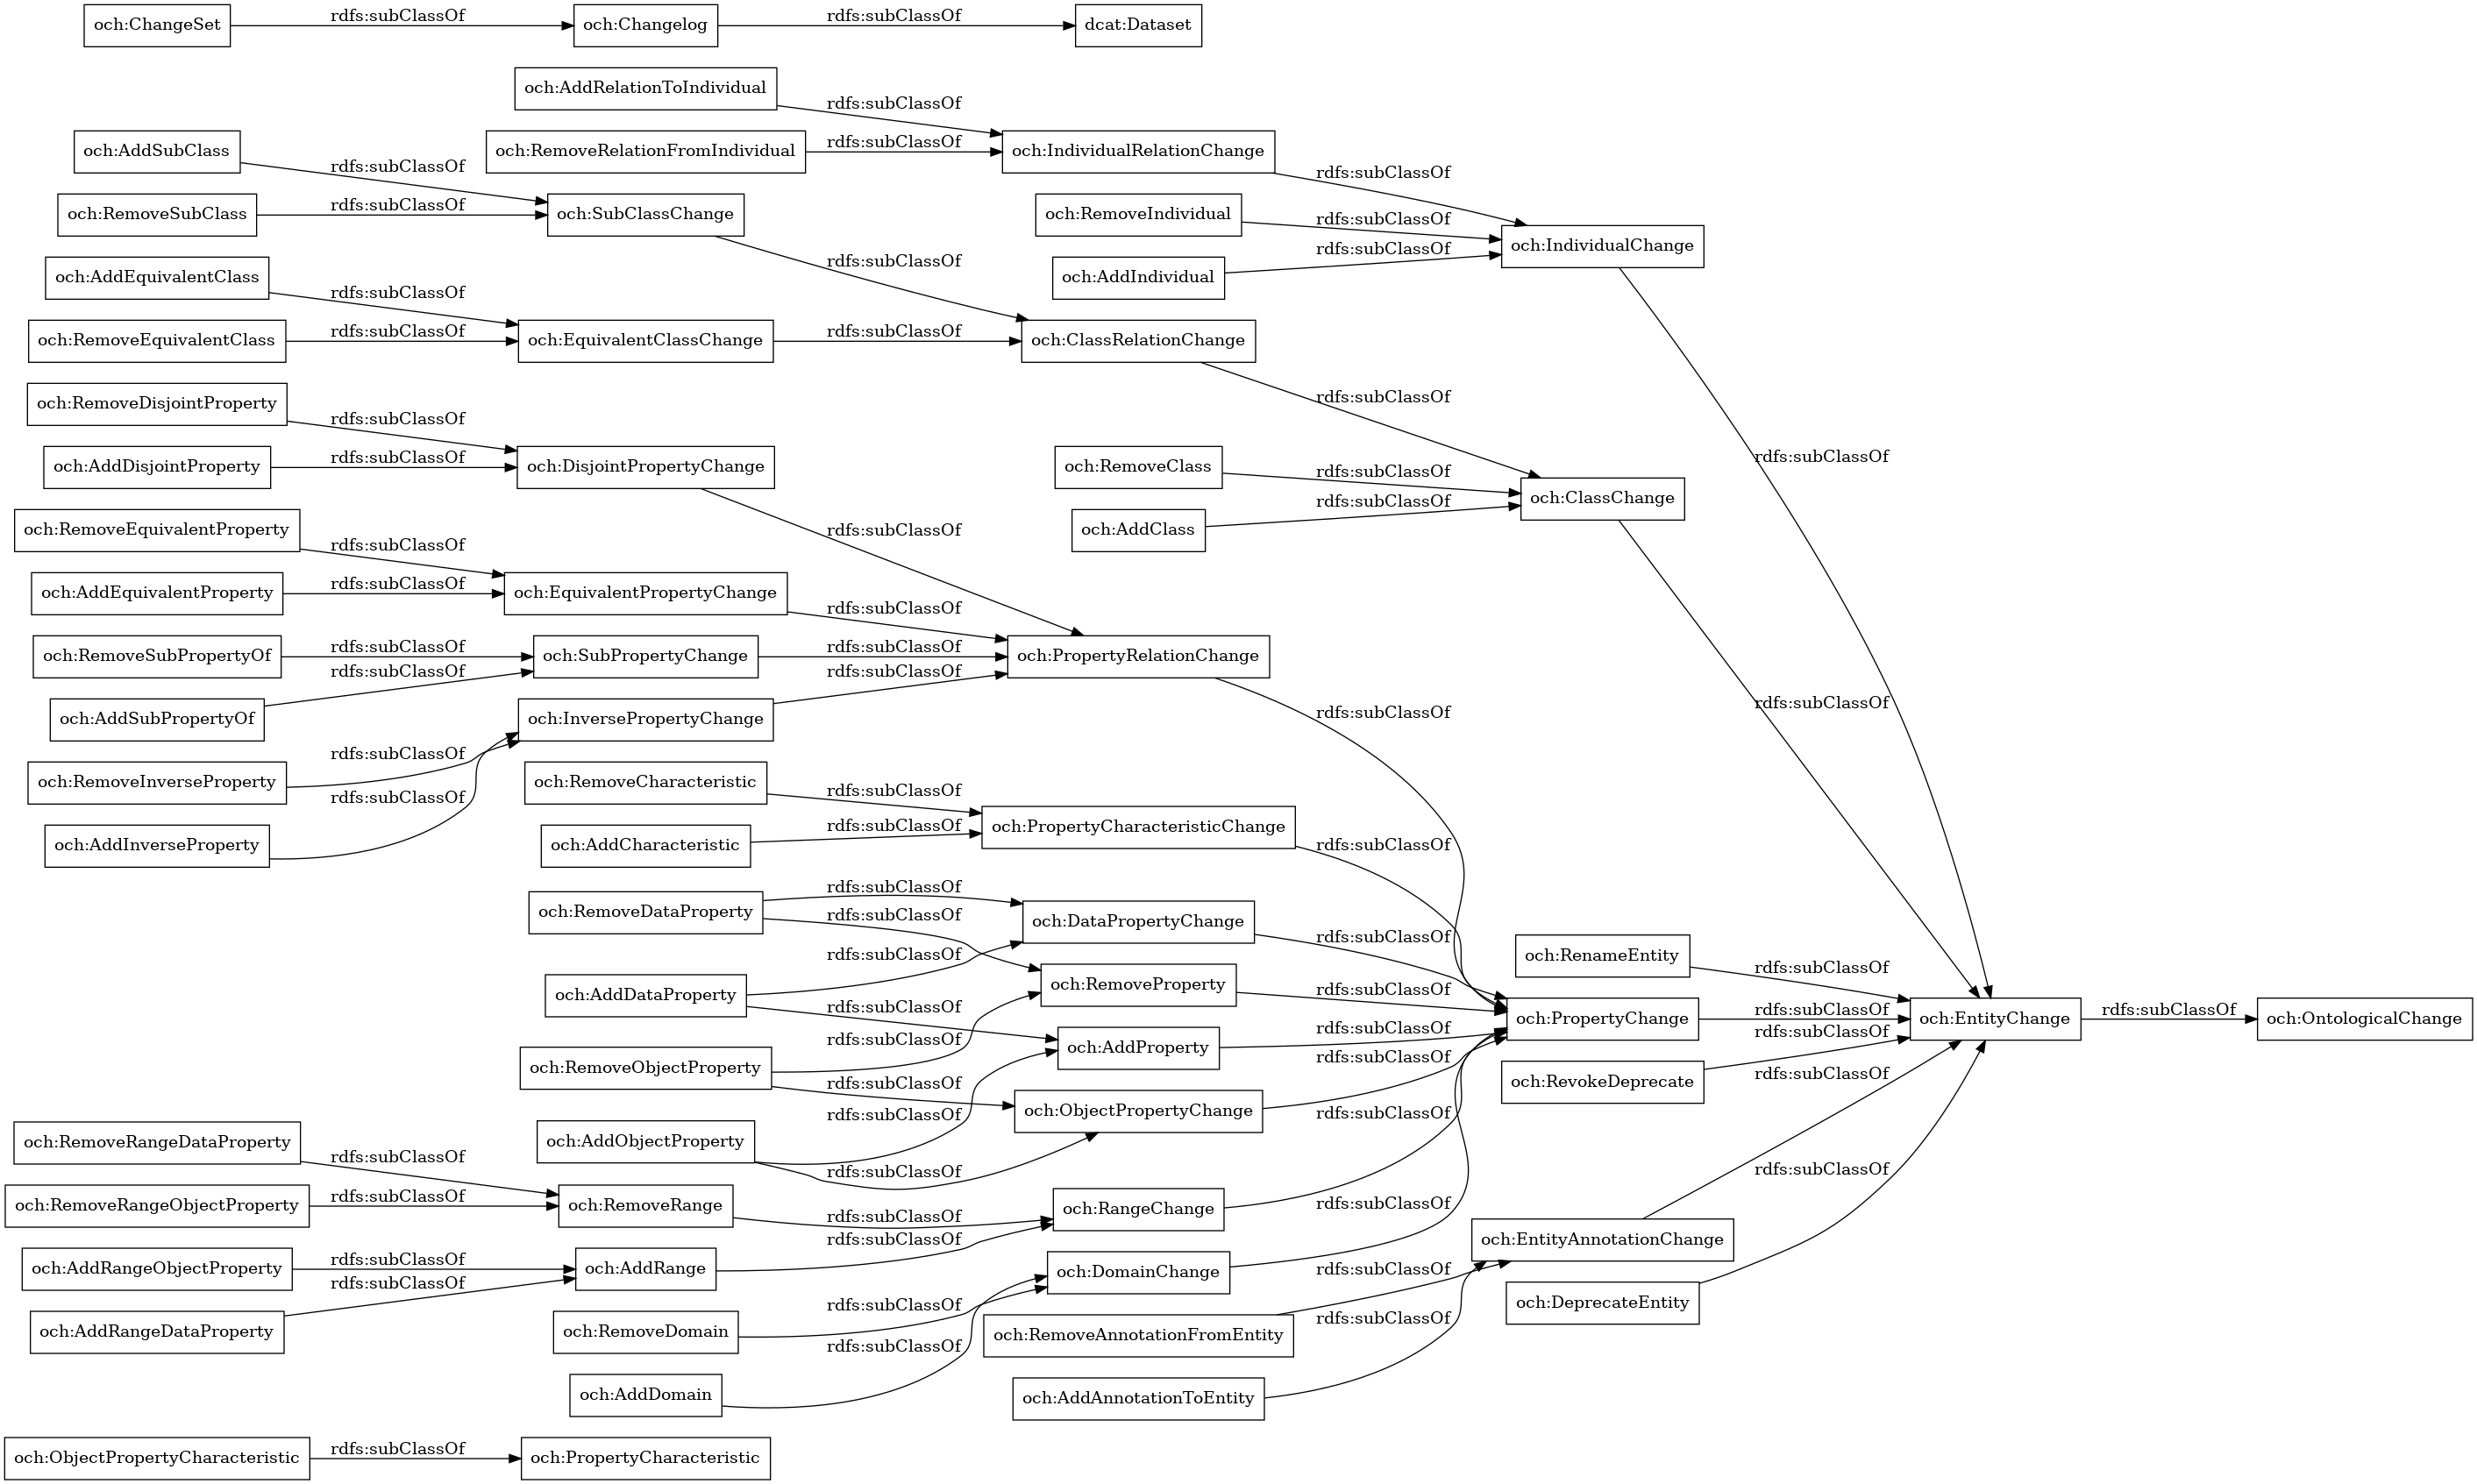 och:ChangeSet
rdfs:subClassOf
och:Changelog
rdfs:subClassOf
dcat:Dataset
och:AddRelationToIndividual
rdfs:subClassOf
och:AddSubClass
och:RemoveRelationFromIndividual
rdfs:subClassOf
och:IndividualRelationChange
rdfs:subClassOf
rdfs:subClassOf
och:RemoveSubClass
rdfs:subClassOf
och:SubClassChange
och:RemoveIndividual
rdfs:subClassOf
och:IndividualChange
rdfs:subClassOf
och:AddEquivalentClass
rdfs:subClassOf
och:AddIndividual
rdfs:subClassOf
och:RemoveEquivalentClass
rdfs:subClassOf
och:EquivalentClassChange
rdfs:subClassOf
och:ClassRelationChange
rdfs:subClassOf
och:RemoveDisjointProperty
rdfs:subClassOf
och:AddDisjointProperty
rdfs:subClassOf
och:DisjointPropertyChange
och:RemoveClass
rdfs:subClassOf
rdfs:subClassOf
och:ClassChange
och:RemoveEquivalentProperty
rdfs:subClassOf
rdfs:subClassOf
och:AddClass
rdfs:subClassOf
och:AddEquivalentProperty
rdfs:subClassOf
och:EquivalentPropertyChange
rdfs:subClassOf
och:RemoveSubPropertyOf
rdfs:subClassOf
och:SubPropertyChange
rdfs:subClassOf
och:PropertyRelationChange
rdfs:subClassOf
rdfs:subClassOf
och:AddSubPropertyOf
och:InversePropertyChange
rdfs:subClassOf
rdfs:subClassOf
rdfs:subClassOf
och:RemoveInverseProperty
och:RemoveCharacteristic
rdfs:subClassOf
rdfs:subClassOf
och:AddInverseProperty
och:AddCharacteristic
rdfs:subClassOf
och:PropertyCharacteristicChange
rdfs:subClassOf
och:RemoveDataProperty
rdfs:subClassOf
rdfs:subClassOf
och:DataPropertyChange
rdfs:subClassOf
rdfs:subClassOf
och:RenameEntity
rdfs:subClassOf
och:AddDataProperty
rdfs:subClassOf
och:RemoveProperty
rdfs:subClassOf
och:PropertyChange
rdfs:subClassOf
och:EntityChange
rdfs:subClassOf
och:OntologicalChange
rdfs:subClassOf
och:AddProperty
rdfs:subClassOf
rdfs:subClassOf
och:RemoveObjectProperty
rdfs:subClassOf
rdfs:subClassOf
och:RevokeDeprecate
rdfs:subClassOf
rdfs:subClassOf
och:ObjectPropertyChange
rdfs:subClassOf
och:RemoveRangeDataProperty
rdfs:subClassOf
och:AddObjectProperty
rdfs:subClassOf
rdfs:subClassOf
och:RemoveRangeObjectProperty
rdfs:subClassOf
och:RemoveRange
rdfs:subClassOf
och:RangeChange
rdfs:subClassOf
rdfs:subClassOf
och:EntityAnnotationChange
och:AddRangeObjectProperty
rdfs:subClassOf
och:AddRange
och:DomainChange
rdfs:subClassOf
rdfs:subClassOf
rdfs:subClassOf
och:DeprecateEntity
och:AddRangeDataProperty
och:RemoveDomain
och:RemoveAnnotationFromEntity
rdfs:subClassOf
rdfs:subClassOf
och:AddDomain
och:AddAnnotationToEntity
och:ObjectPropertyCharacteristic
rdfs:subClassOf
och:PropertyCharacteristic